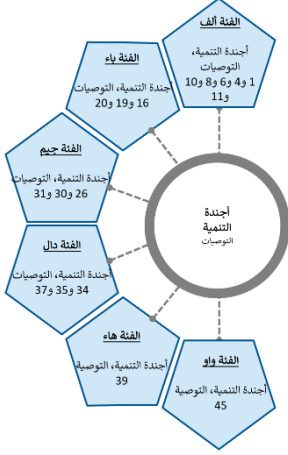 الفئة ألف
أجندة التنمية،
التوصيات
1 و4 و6 و8 و10
و11
الفئة باء
أجندة التنمية، التوصيات
16 و19 و20
الفئة جيم
أجندة التنمية، التوصيات
26 و30 و31
الفئة دال
أجندة التنمية، التوصيات
34 و35 و37
الفئة هاء
أجندة التنمية، التوصية
39
الفئة واو
أجندة التنمية، التوصية
45
أجندة
التنمية
التوصيات